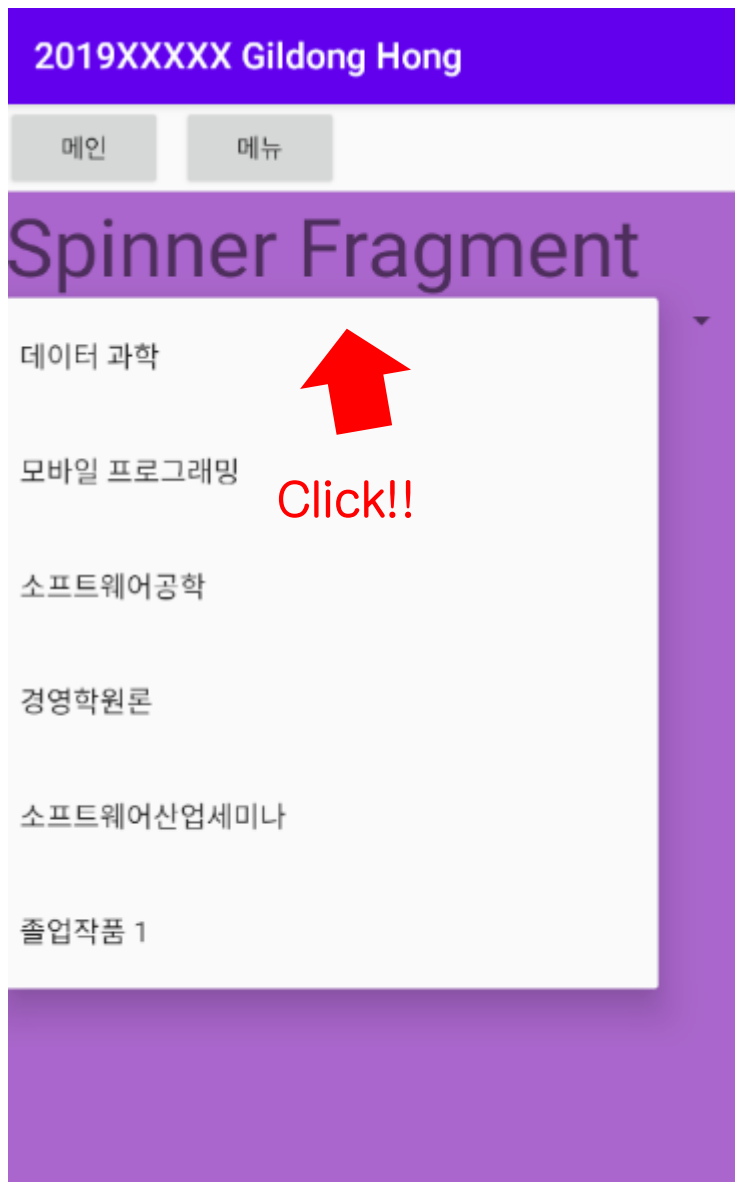 2019XXXXX Gildong Hong
메인 메뉴
Spinner Fragment
데이터 과학
모바일 프로그래밍
Click!!
소프트웨어공학
경영학원론
소프트웨어산업세미나
졸업작품 1